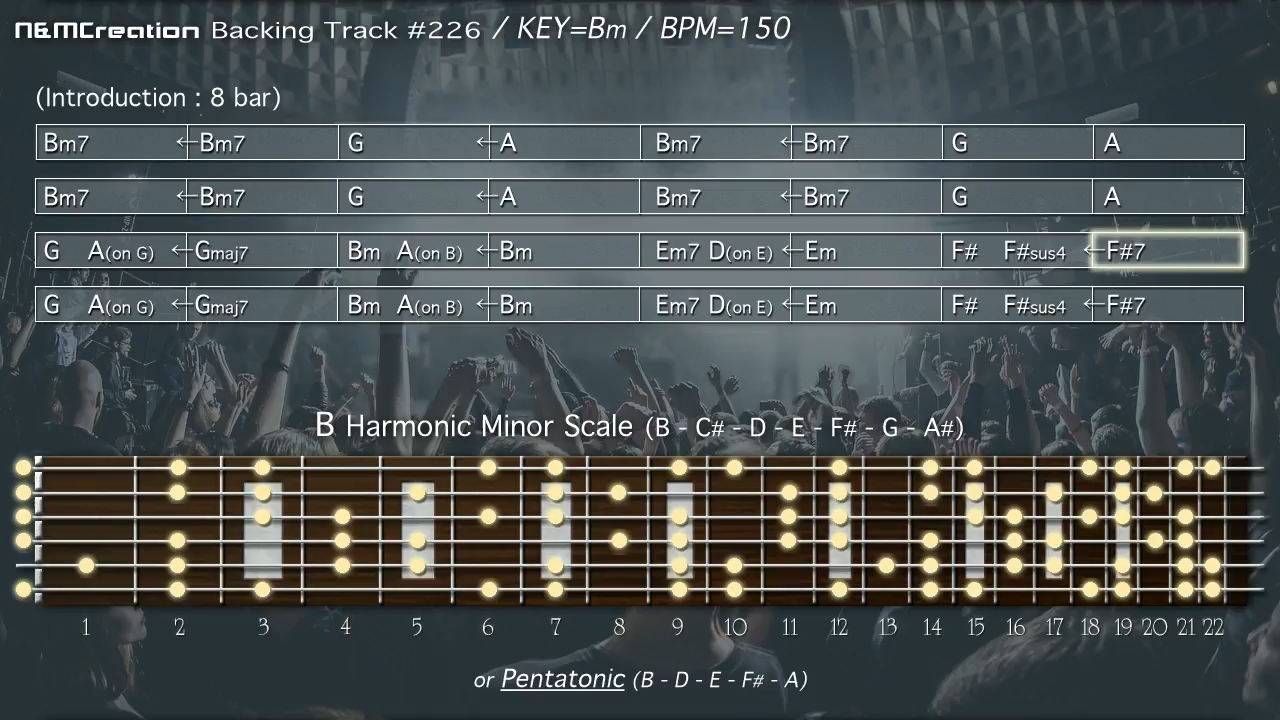 N&MCreation Backing Track #226 / KEY=Bm / BPM=150
(Introduction : 8 bar)
Bm7 ←Bm7 G ←A Bm7 ←Bm7 G A
Bm7 ←Bm7 G ←A Bm7 ←Bm7 G A
G A(on G) ←Gmaj7 Bm A(on B) ←Bm Em7 D(on E) ←Em F# F#sus4 ←F#7
G A(on G) ←Gmaj7 Bm A(on B) ←Bm Em7 D(on E) ←Em F# F#sus4 ←F#7
B Harmonic Minor Scale (B - C# - D - E - F# - G - A#)
1 2 3 4 5 6 7 8 9 10 11 12 13 14 15 16 17 18 19 20 21 22
or Pentatonic (B - D - E - F# - A)